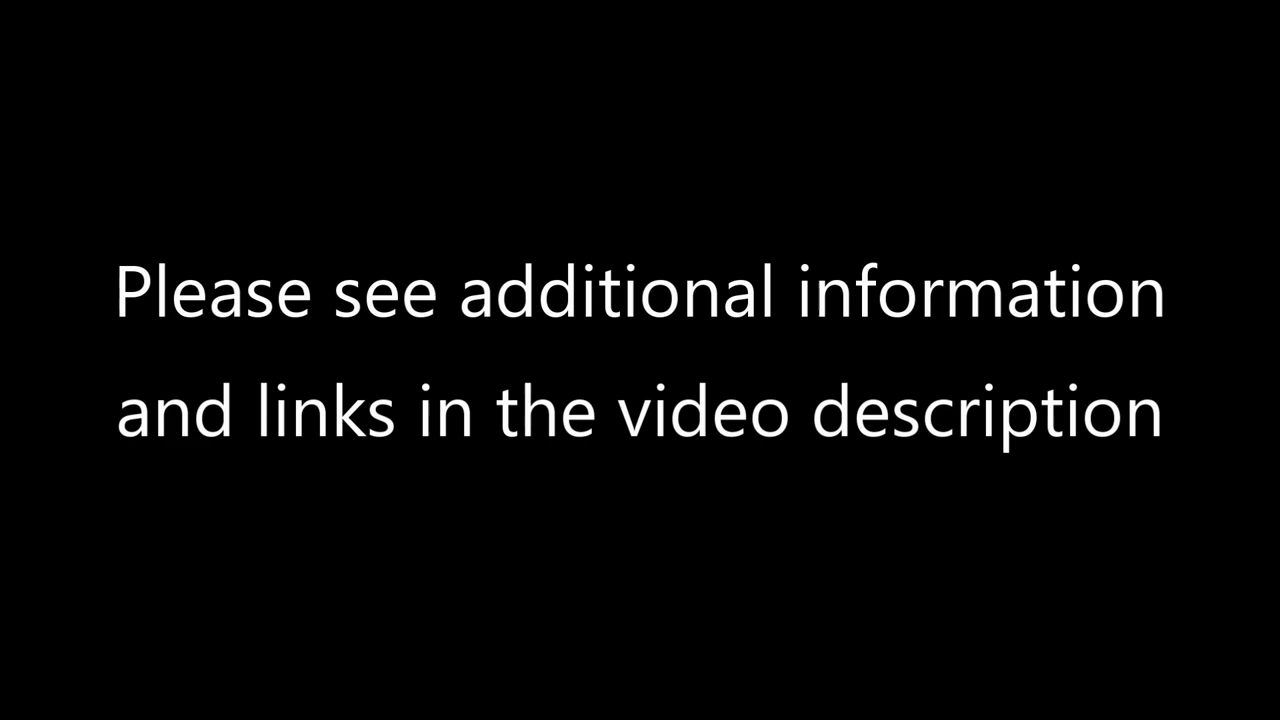 Please see additional information
and links in the video description